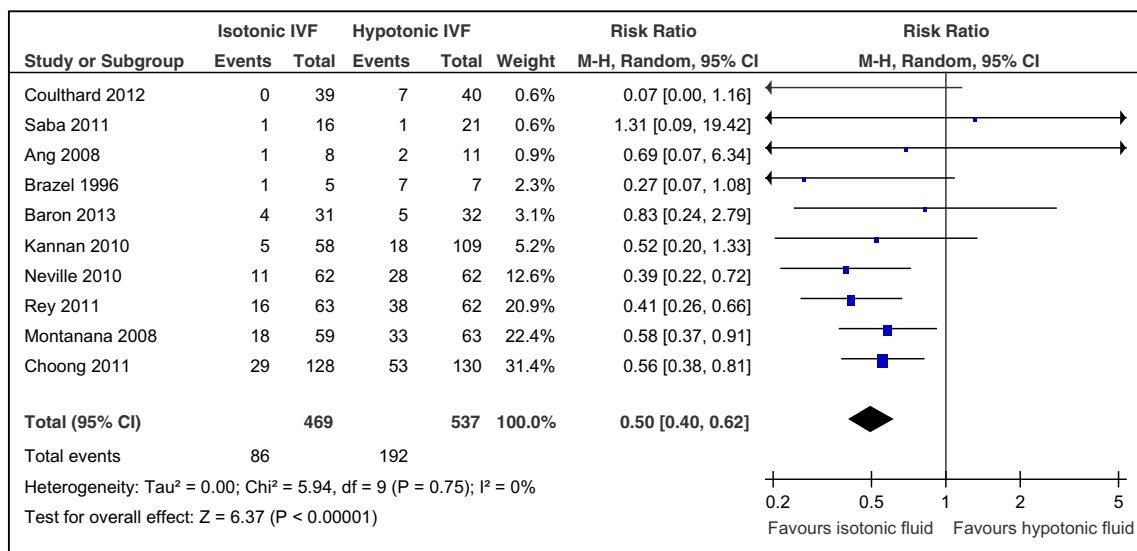 Isotonic IVF Hypotonic IVF Risk Ratio Risk Ratio
Study or Subgroup Events Total Events Total Weight M-H, Random, 95% CI M-H, Random, 95% CI
Coulthard 2012 0 39 7 40 0.6% 0.07 [0.00, 1.16]
Saba 2011 1 16 1 21 0.6% 1.31 [0.09, 19.42]
Ang 2008 1 8 2 11 0.9% 0.69 [0.07, 6.34]
Brazel 1996 1 5 7 7 2.3% 0.27 [0.07, 1.08]
Baron 2013 4 31 5 32 3.1% 0.83 [0.24, 2.79]
Kannan 2010 5 58 18 109 5.2% 0.52 [0.20, 1.33]
Neville 2010 11 62 28 62 12.6% 0.39 [0.22, 0.72]
Rey 2011 16 63 38 62 20.9% 0.41 [0.26, 0.66]
Montanana 2008 18 59 33 63 22.4% 0.58 [0.37, 0.91]
Choong 2011 29 128 53 130 31.4% 0.56 [0.38, 0.81]
Total (95% CI) 469 537 100.0% 0.50 [0.40, 0.62]
Total events 86 192
Heterogeneity: Tau² = 0.00; Chi² = 5.94, df = 9 (P = 0.75); I² = 0%
Test for overall effect: Z = 6.37 (P < 0.00001)
0.2 0.5 1 2 5
Favours isotonic fluid Favours hypotonic fluid